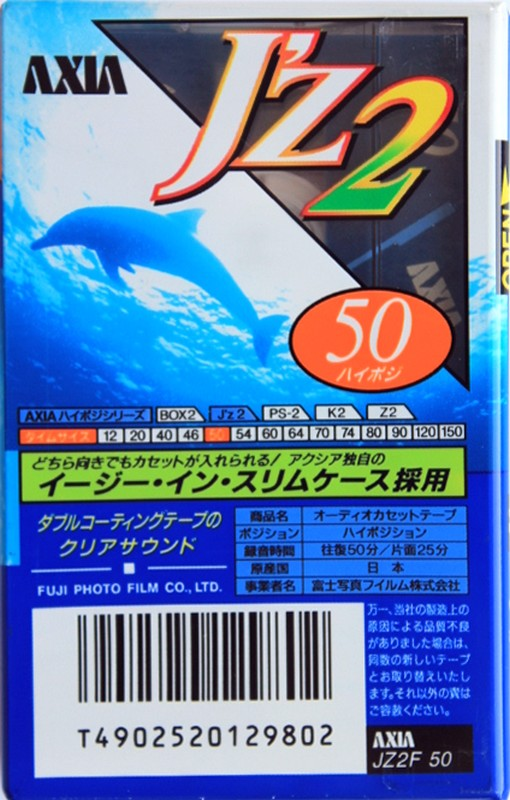 AXIA
J'z2
AXIA
OPEN
50
ハイポジ
AXIAハイポジシリーズ BOX2 J'z 2 PS-2 K2 Z2
タイムサイズ 12 20 40 46 50 54 60 64 70 74 80 90 120 150
どちら向きでもカセットが入れられる! アクシア独自の
イージー・イン・スリムケース採用
ダブルコーティングテープの
クリアサウンド
FUJI PHOTO FILM CO., LTD.
商品名 オーディオカセットテープ
ポジション ハイポジション
録音時間 往復50分/片面25分
原産国 日本
事業者名 富士写真フイルム株式会社
万一、当社の製造上の
原因による品質不良
がありました場合は、
同数の新しいテープ
とお取り替えいたし
ます。それ以外の責は
ご容赦ください。
T4902520129802
AXIA
JZ2F 50